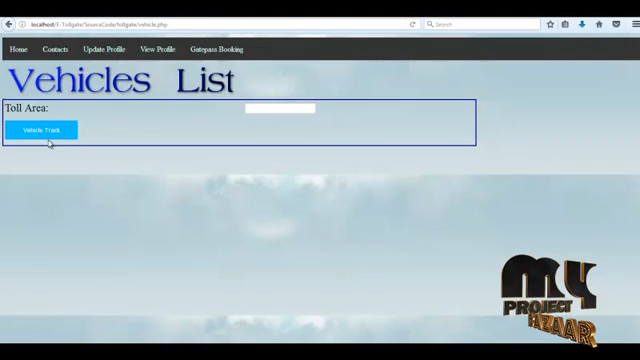 localhost/E-Tollgate/SourceCode/tollgate/vehicle.php
Search
Home Contacts Update Profile View Profile Gatepass Booking
Vehicles List
Toll Area:
Vehicle Track
my
PROJECT
BAZAAR